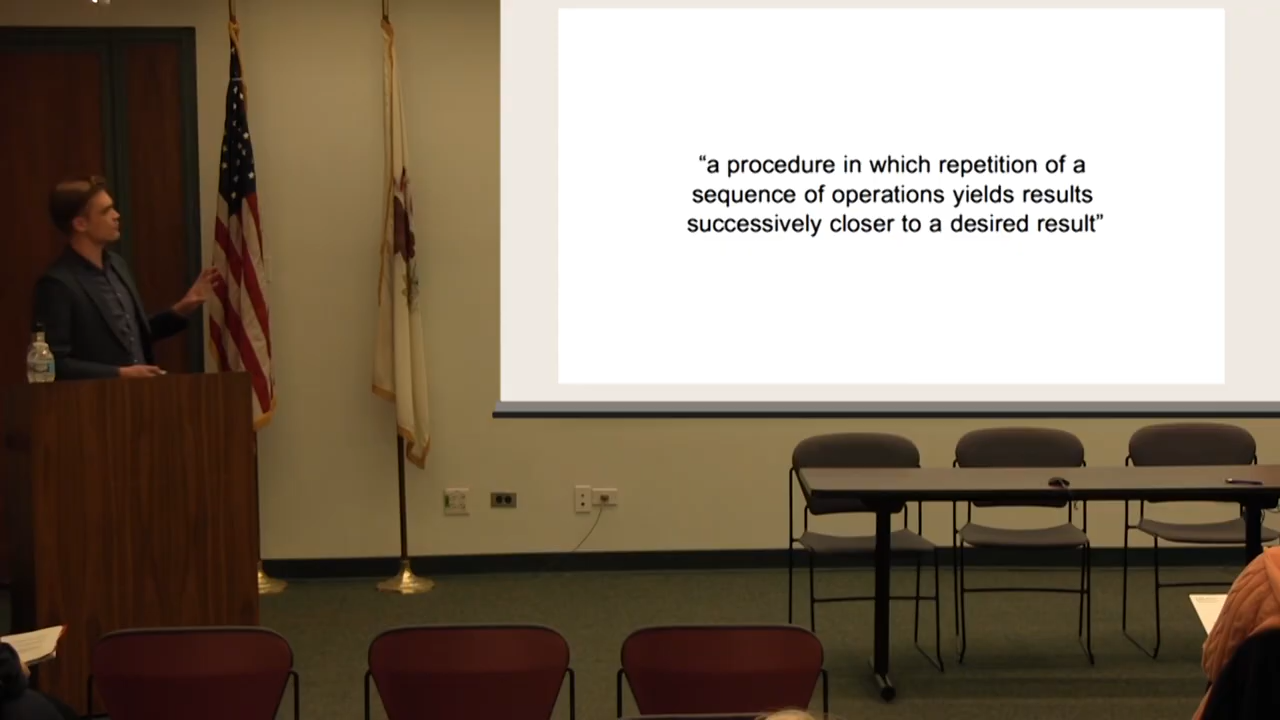 “a procedure in which repetition of a
sequence of operations yields results
successively closer to a desired result”